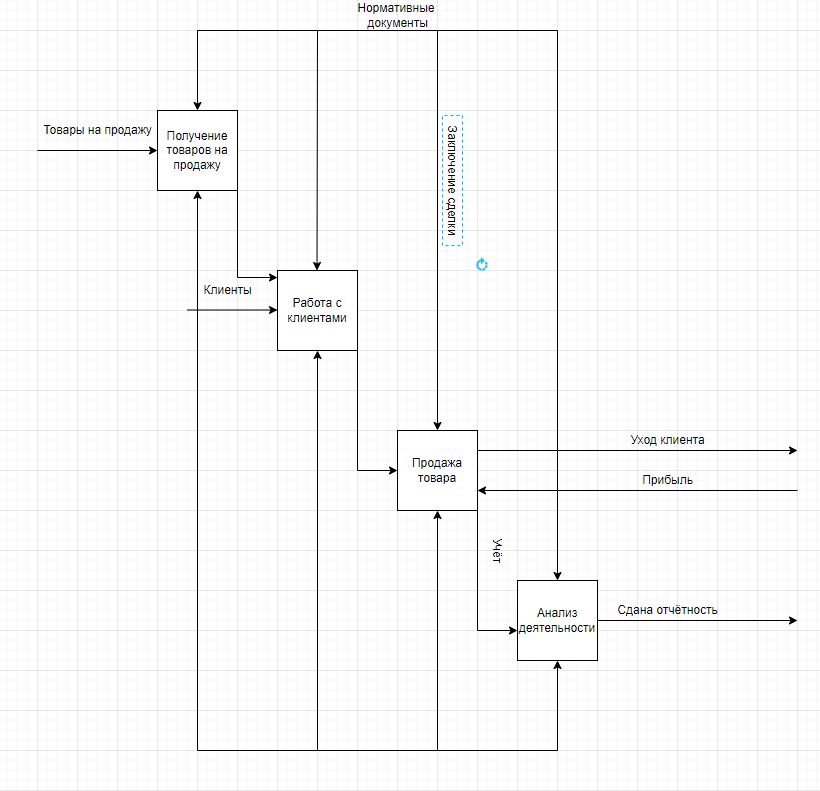 Нормативные
документы
Товары на продажу
Получение
товаров на
продажу
Заключение сделки
Клиенты
Работа с
клиентами
Уход клиента
Продажа
товара
Прибыль
Учёт
Анализ
деятельности
Сдана отчётность